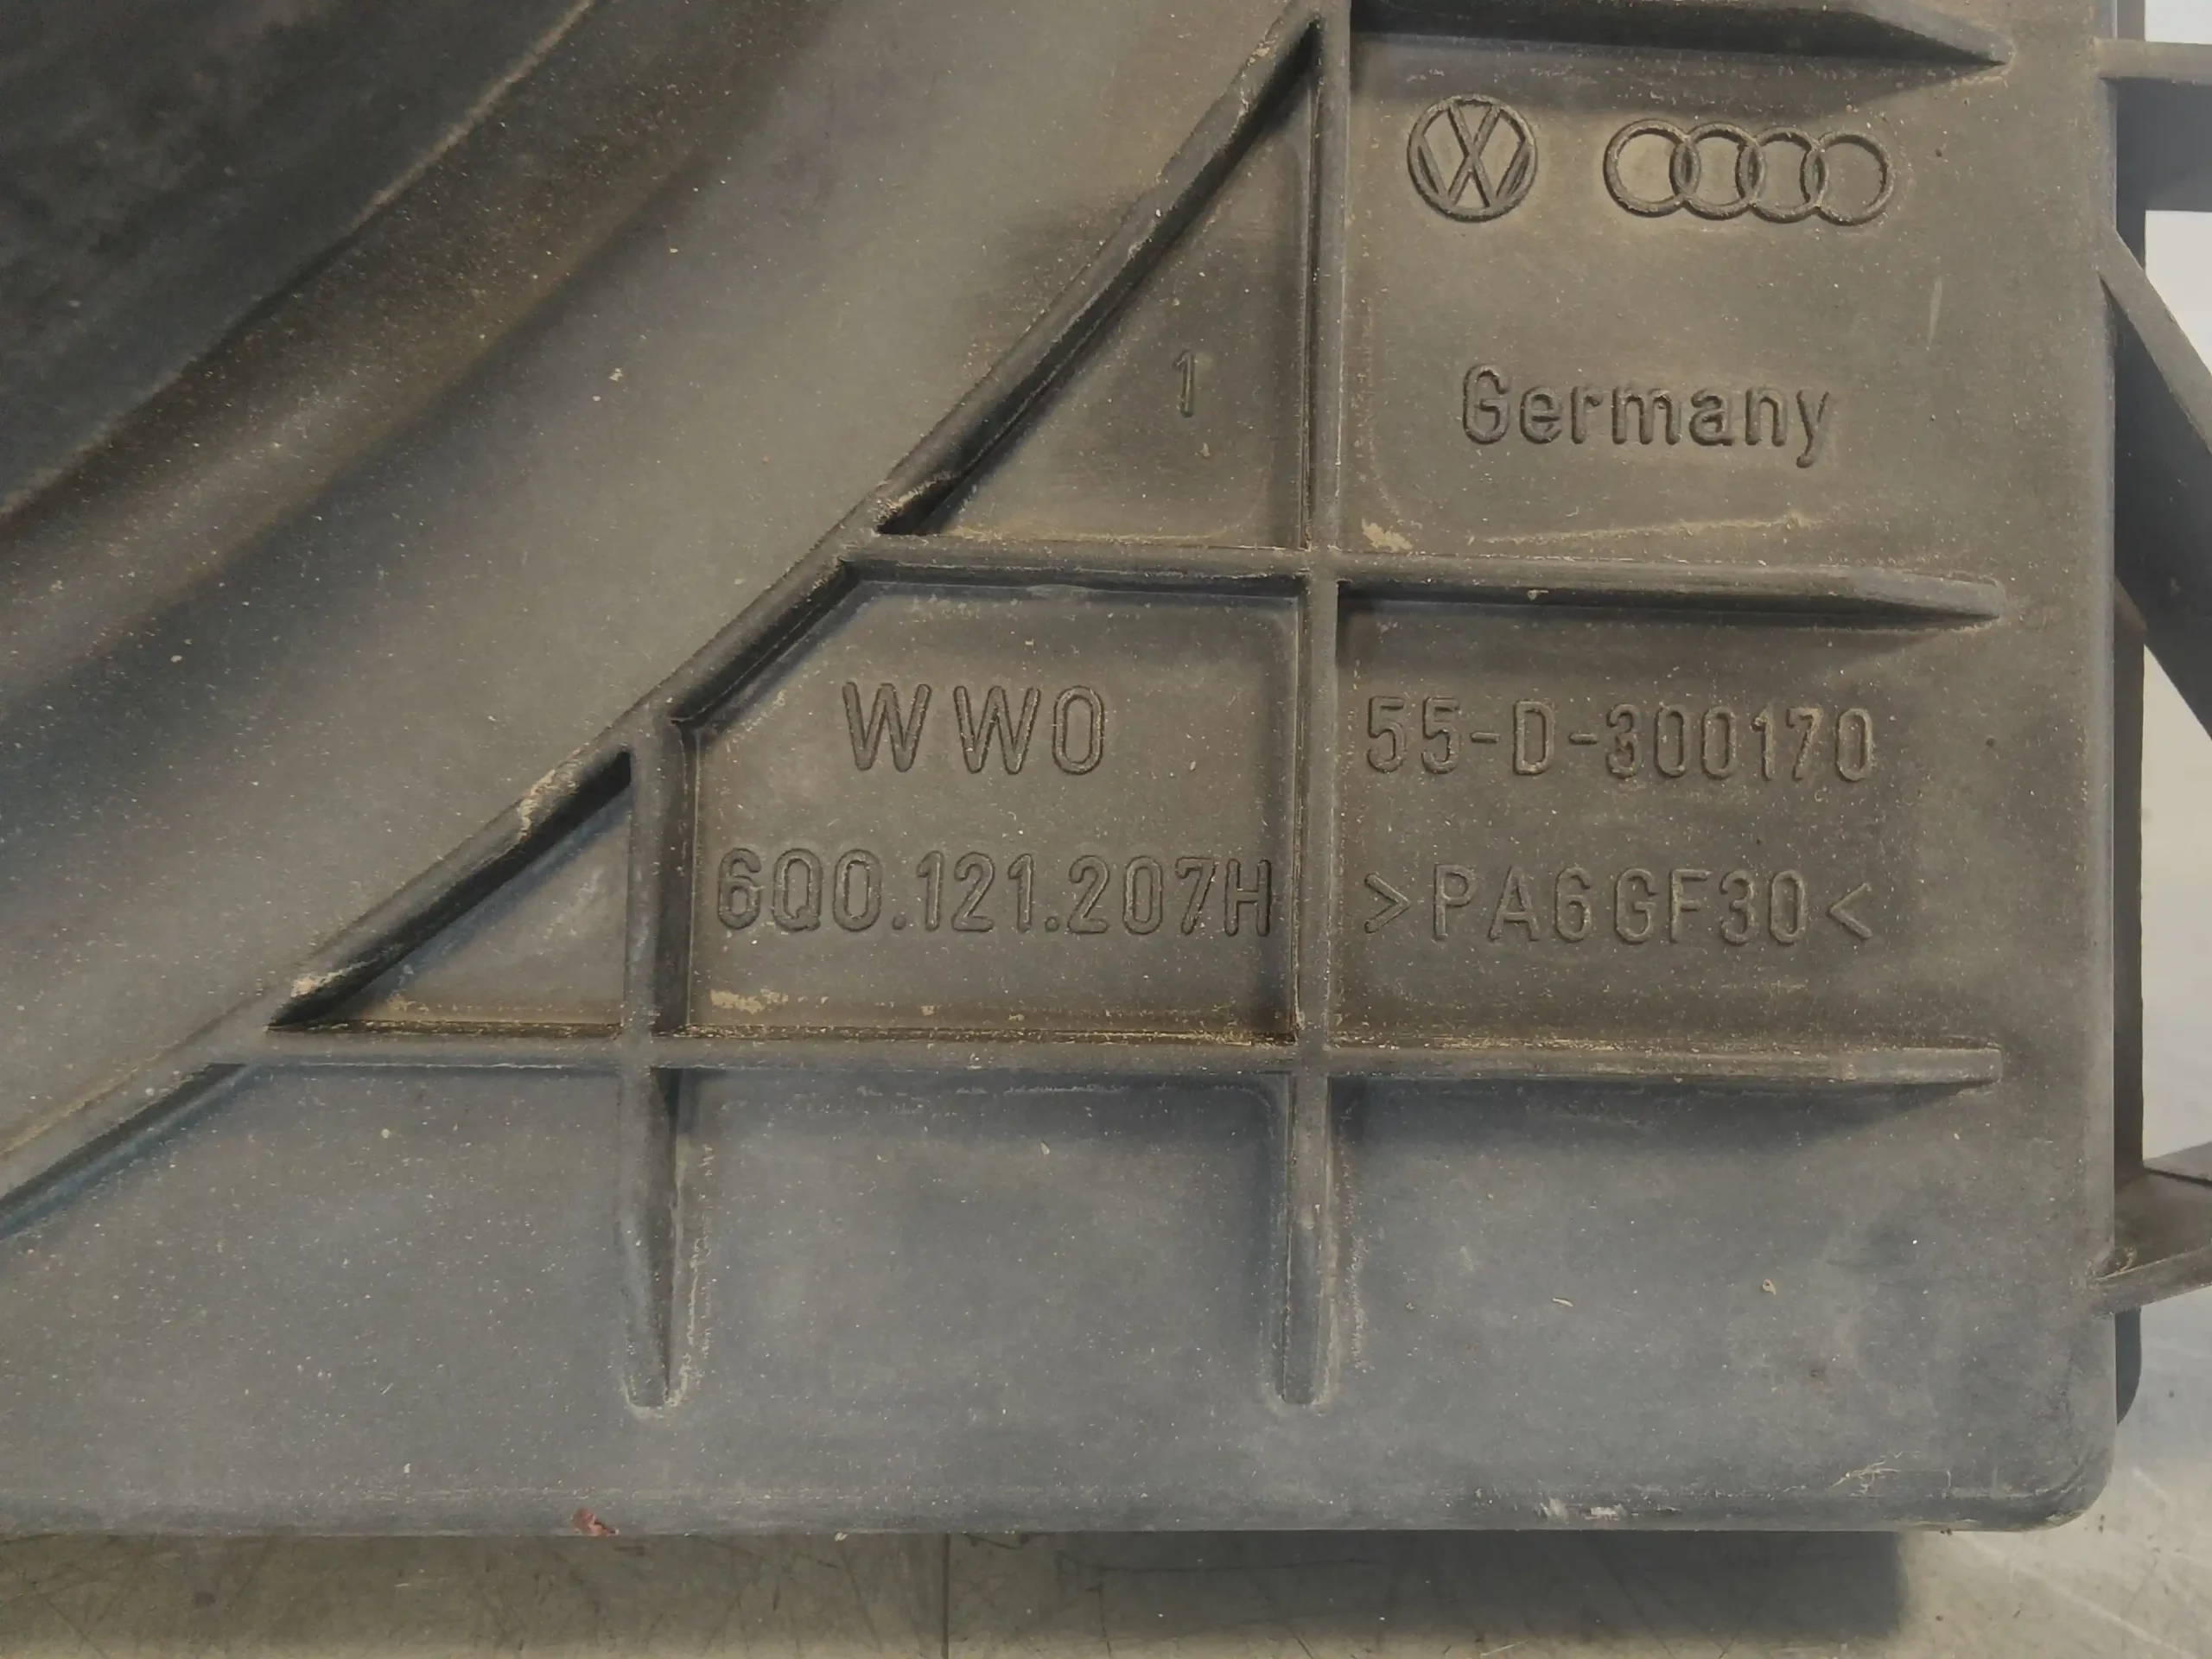 Germany
1
WWO 55-D-300170
6Q0.121.207H >PA6GF30<